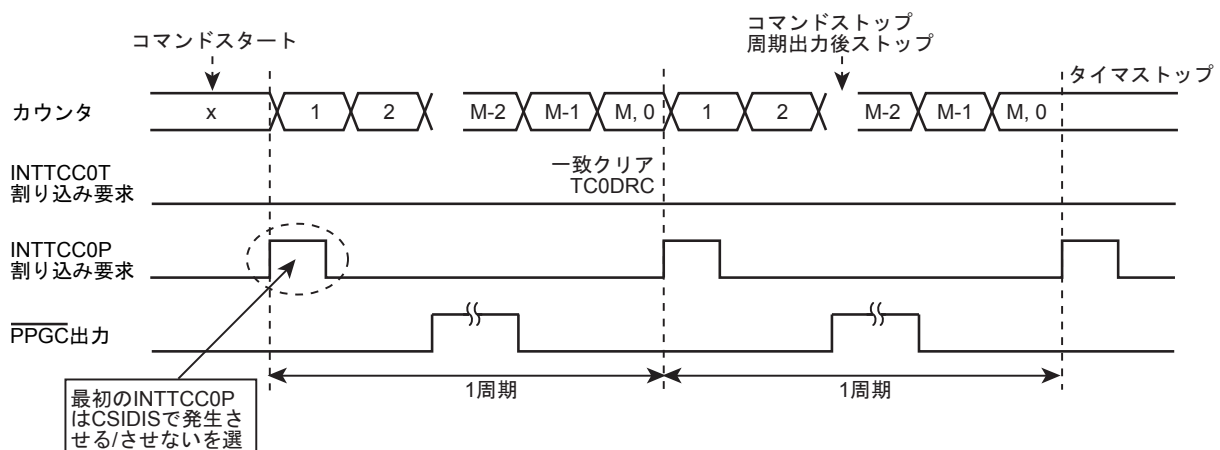 コマンドスタート
コマンドストップ
周期出力後ストップ
タイマストップ
カウンタ
x 1 2 M-2 M-1 M, 0 1 2 M-2 M-1 M, 0
INTTCC0T
割り込み要求
一致クリア
TC0DRC
INTTCC0P
割り込み要求
PPGC出力
1周期 1周期
最初のINTTCC0P
はCSIDISで発生さ
せる/させないを選